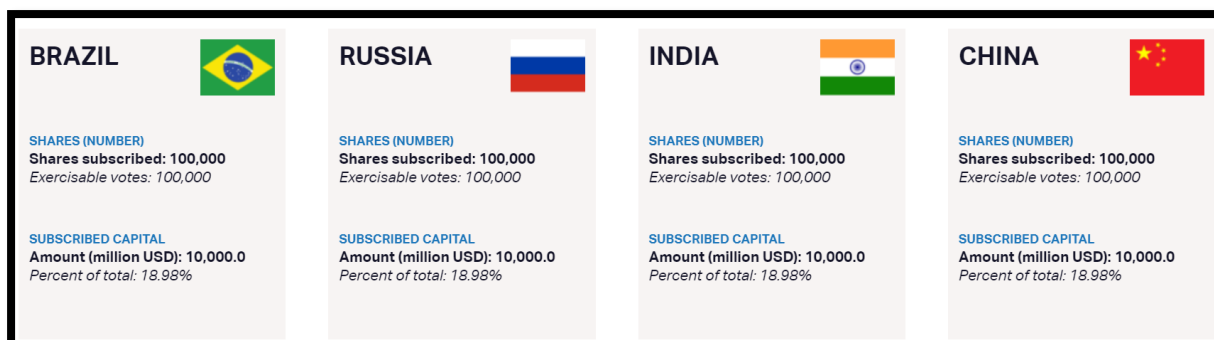 BRAZIL
SHARES (NUMBER)
Shares subscribed: 100,000
Exercisable votes: 100,000
SUBSCRIBED CAPITAL
Amount (million USD): 10,000.0
Percent of total: 18.98%
RUSSIA
SHARES (NUMBER)
Shares subscribed: 100,000
Exercisable votes: 100,000
SUBSCRIBED CAPITAL
Amount (million USD): 10,000.0
Percent of total: 18.98%
INDIA
SHARES (NUMBER)
Shares subscribed: 100,000
Exercisable votes: 100,000
SUBSCRIBED CAPITAL
Amount (million USD): 10,000.0
Percent of total: 18.98%
CHINA
SHARES (NUMBER)
Shares subscribed: 100,000
Exercisable votes: 100,000
SUBSCRIBED CAPITAL
Amount (million USD): 10,000.0
Percent of total: 18.98%